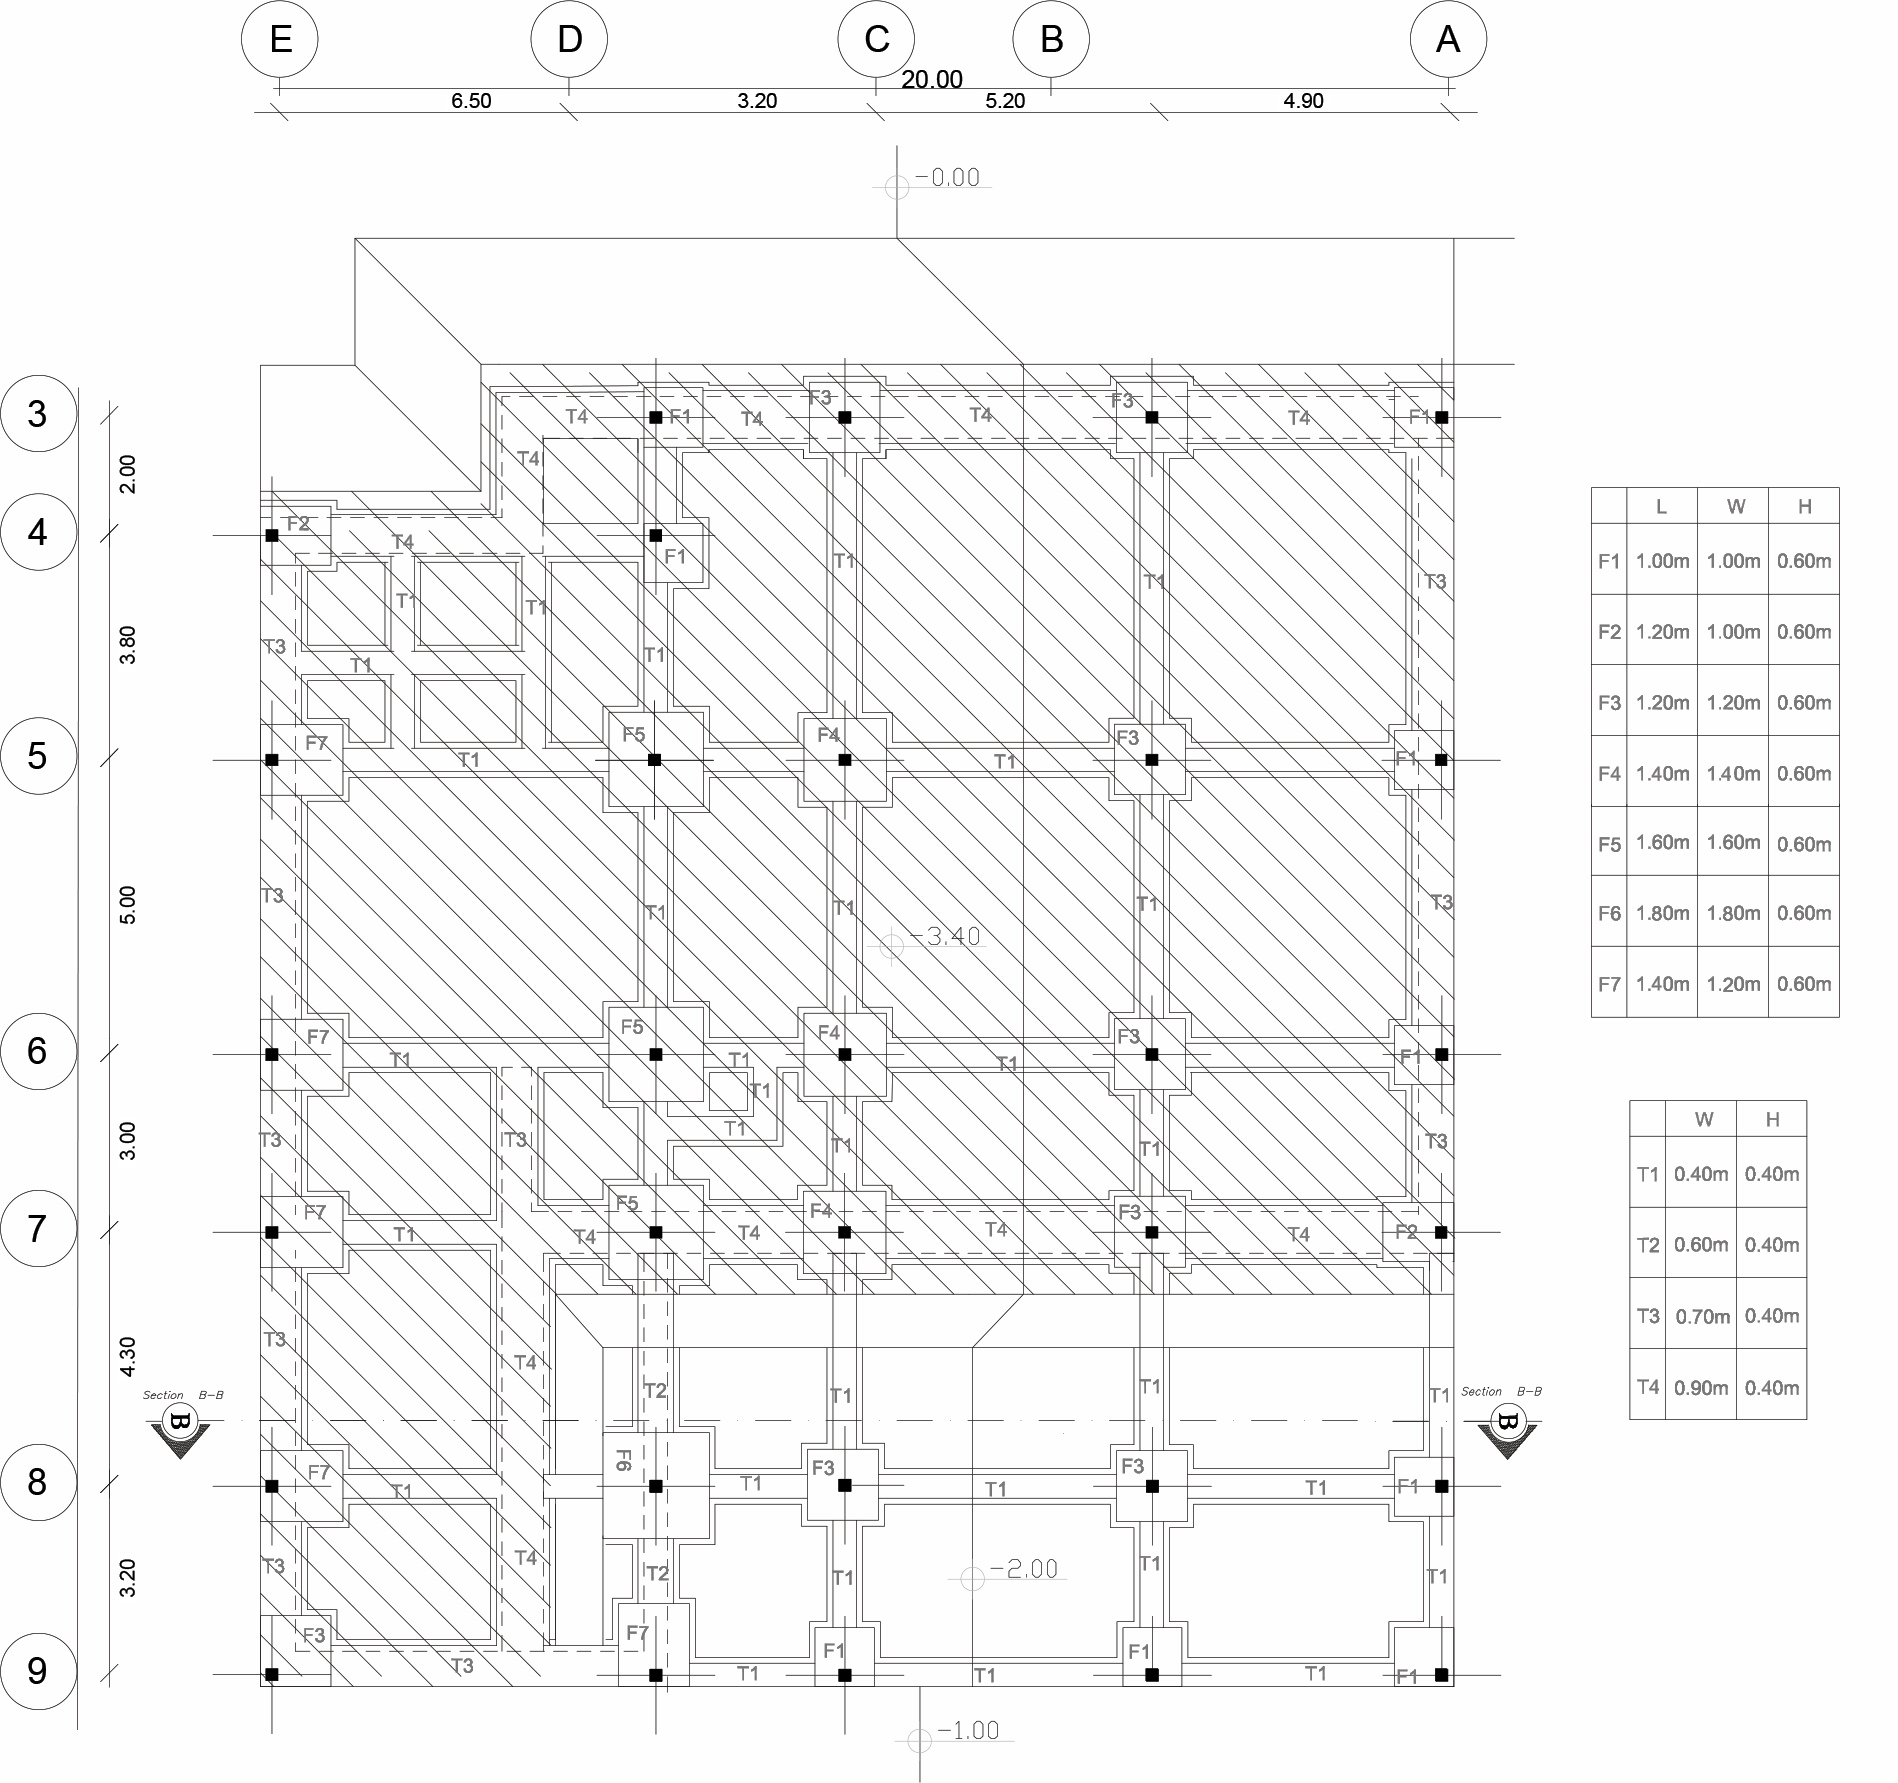 E D C B A
20.00
6.50 3.20 5.20 4.90
-0.00
3
F3 F3
T4 F1 T4 T4 T4 F1
2.00
T4
L W H
4
F2
T4
F1
F1 1.00m 1.00m 0.60m
T1 T1 T3
T1 T1
F2 1.20m 1.00m 0.60m
3.80
T3 T1
T1
F3 1.20m 1.20m 0.60m
5
F7 F5 F4 F3
T1 T1 F1
F4 1.40m 1.40m 0.60m
F5 1.60m 1.60m 0.60m
5.00
T3 T1 T1 T1 T3
F6 1.80m 1.80m 0.60m
-3.40
F7 1.40m 1.20m 0.60m
6
F7 F5 F4 F3
T1 T1 T1 F1
T1
W H
3.00
T1
T3 T3 T1 T1 T3
T1 0.40m 0.40m
7
F7 F5 F4 F3
T1 T4 T4 T4 T4 F2
T2 0.60m 0.40m
T3 0.70m 0.40m
4.30
T3
T4
T2 T1 T1 T1
T4 0.90m 0.40m
Section B-B
B
Section B-B
B
8
F7 F6 F3 F3
T1 T1 T1 T1 F1
3.20
T4
T3 T2 T1 T1 T1
-2.00
9
F3 F7 F1 F1
T3 T1 T1 T1 F1
-1.00